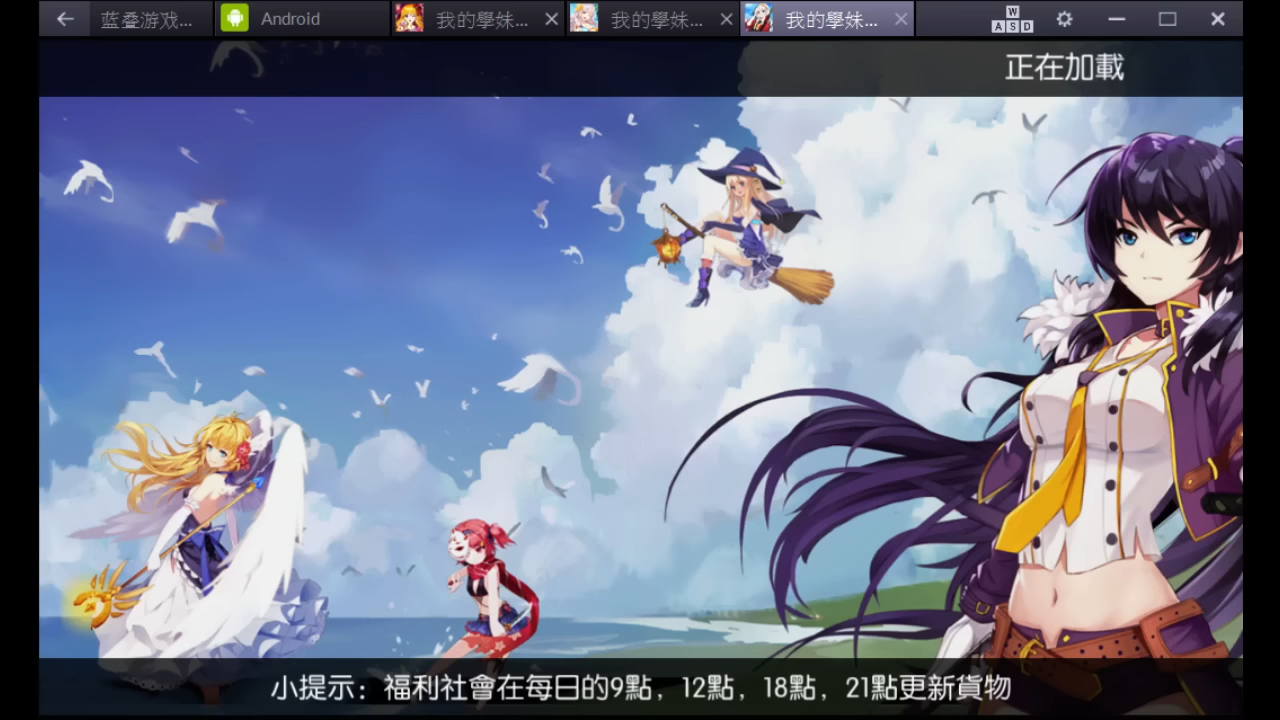 蓝叠游戏...
Android
我的學妹...
我的學妹...
我的學妹...
W
A S D
正在加載
小提示：福利社會在每日的9點，12點，18點，21點更新貨物